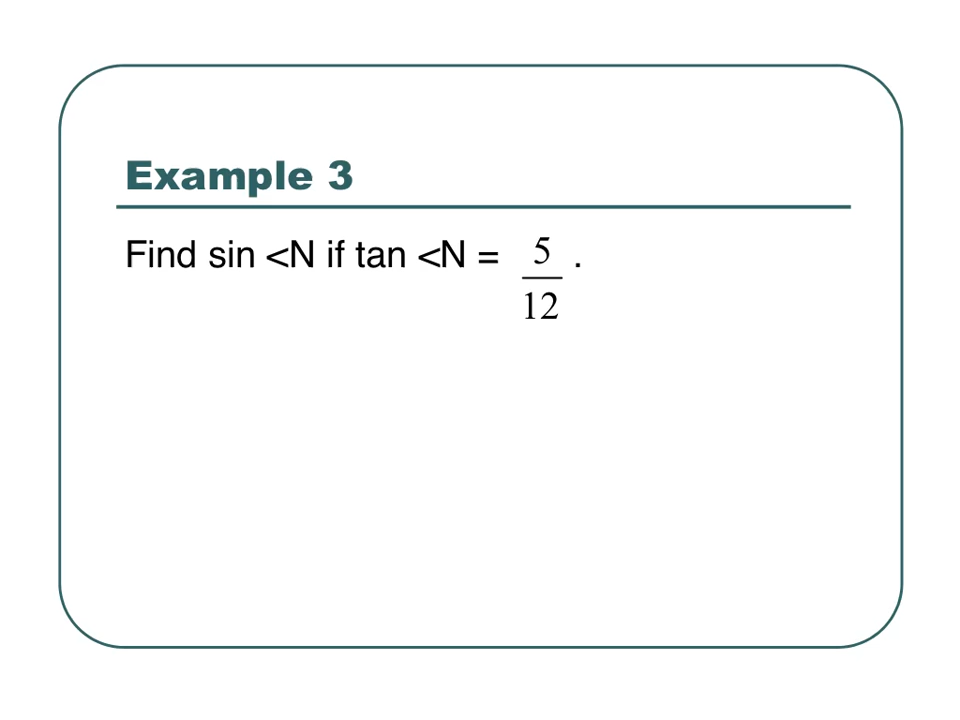 Example 3
Find sin <N if tan <N = 5/12 .